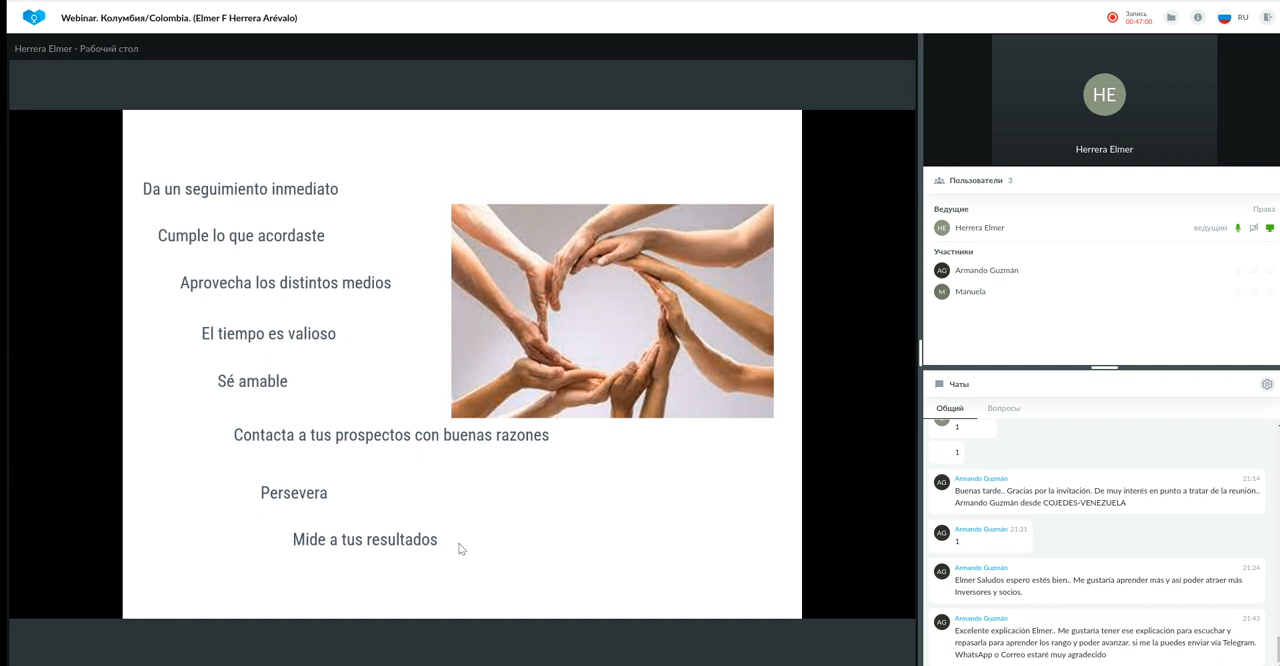 Webinar. Колумбия/Colombia. (Elmer F Herrera Arévalo)
Запись
00:47:00
RU
Herrera Elmer - Рабочий стол
Da un seguimiento inmediato
Cumple lo que acordaste
Aprovecha los distintos medios
El tiempo es valioso
Sé amable
Contacta a tus prospectos con buenas razones
Persevera
Mide a tus resultados
HE
Herrera Elmer
Пользователи 3
Ведущие Права
HE Herrera Elmer ведущий
Участники
AG Armando Guzmán
M Manuela
Чаты
Общий Вопросы
1
1
AG Armando Guzmán 21:14
Buenas tarde.. Gracias por la invitación. De muy interés en punto a tratar de la reunión..
Armando Guzmán desde COJEDES-VENEZUELA
AG Armando Guzmán 21:21
1
AG Armando Guzmán 21:24
Elmer Saludos espero estés bien.. Me gustaría aprender más y así poder atraer más
Inversores y socios.
AG Armando Guzmán 21:43
Excelente explicación Elmer.. Me gustaría tener ese explicación para escuchar y
repasarla para aprender los rango y poder avanzar. si me la puedes enviar vía Telegram.
WhatsApp o Correo estaré muy agradecido